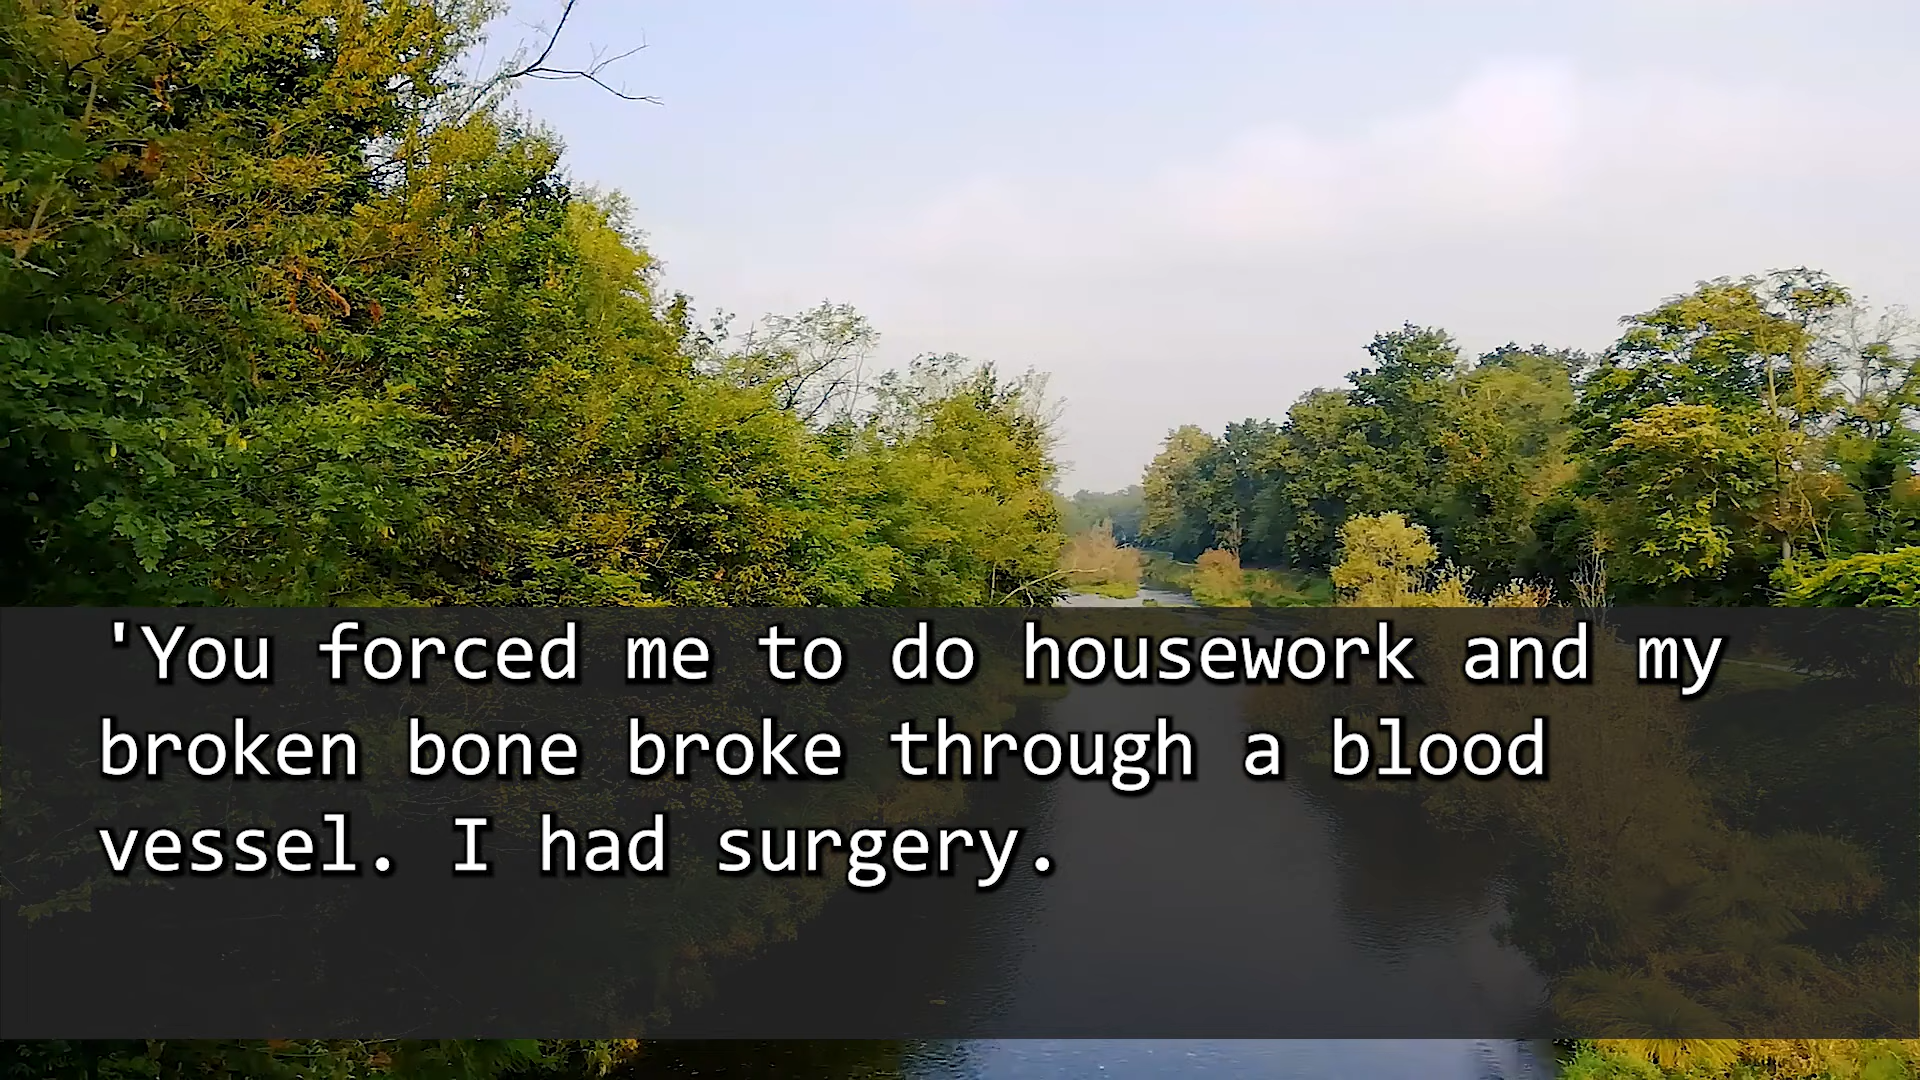 'You forced me to do housework and my
broken bone broke through a blood
vessel. I had surgery.